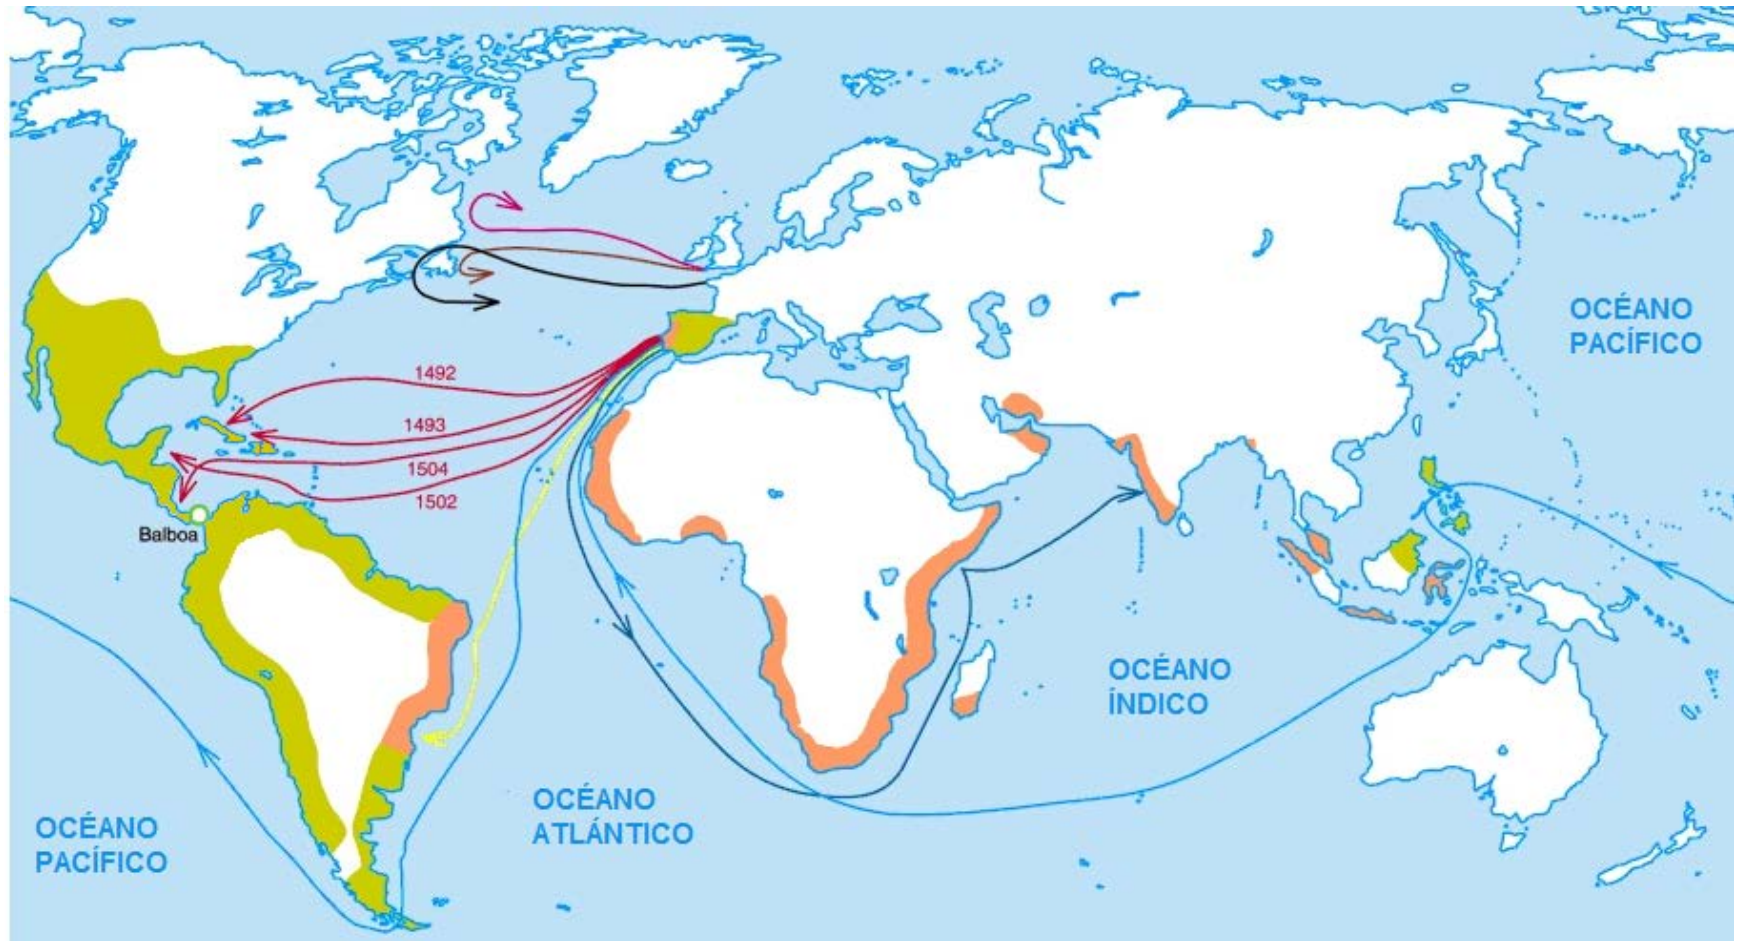 OCÉANO
PACÍFICO
1492
1493
1504
1502
Balboa
OCÉANO
ÍNDICO
OCÉANO
ATLÁNTICO
OCÉANO
PACÍFICO